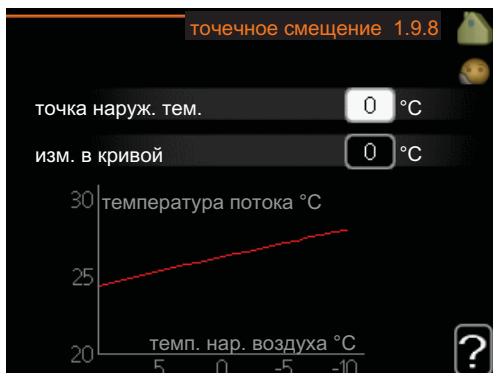 точечное смещение 1.9.8
точка наруж. тем. 0 °C
изм. в кривой 0 °C
30 температура потока °C
25
20 темп. нар. воздуха °C
5 0 -5 -10
?